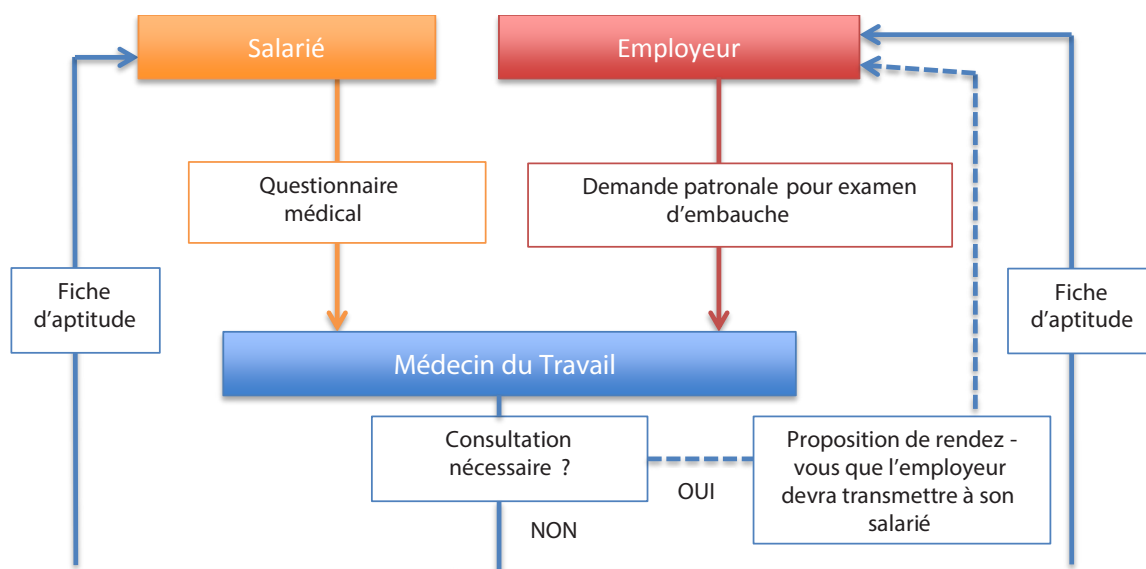 Salarié
Employeur
Questionnaire
médical
Demande patronale pour examen
d’embauche
Fiche
d’aptitude
Fiche
d’aptitude
Médecin du Travail
Consultation
nécessaire ?
OUI
NON
Proposition de rendez -
vous que l’employeur
devra transmettre à son
salarié